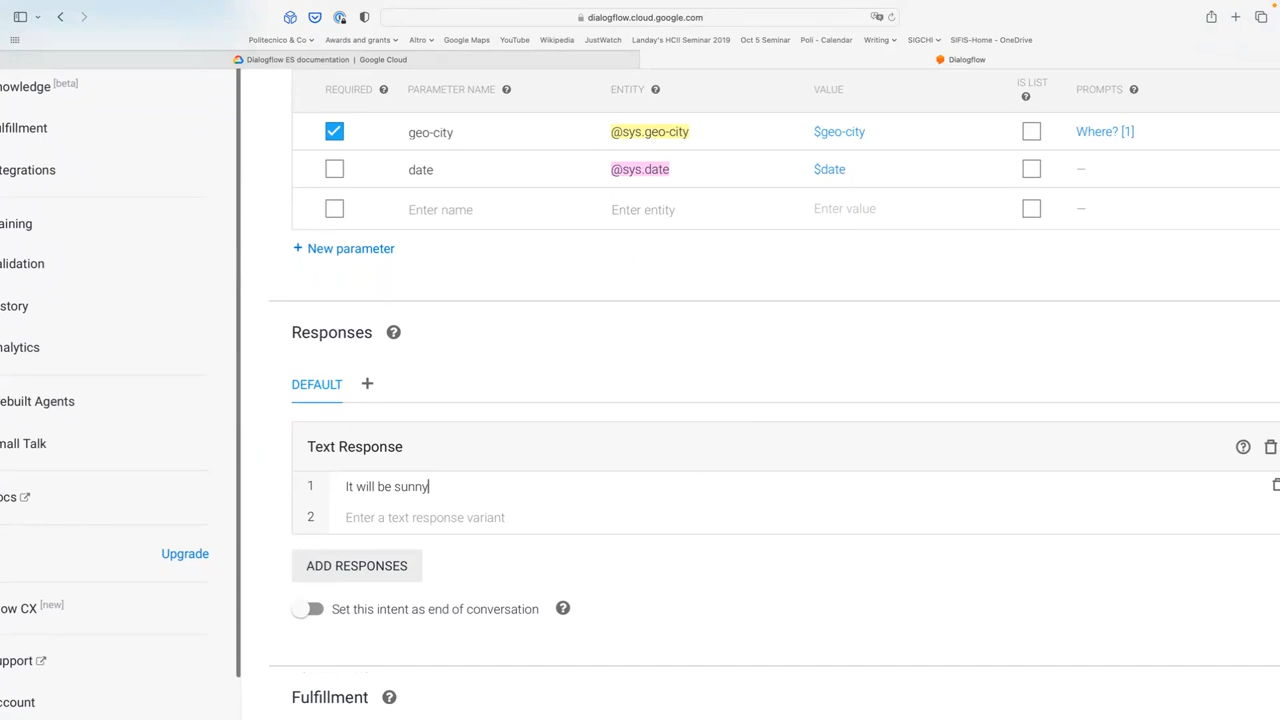 dialogflow.cloud.google.com
Politecnico & Co
Awards and grants
Altro
Google Maps
YouTube
Wikipedia
JustWatch
Landay's HCII Seminar 2019
Oct 5 Seminar
Poli - Calendar
Writing
SIGCHI
SIFIS-Home - OneDrive
Dialogflow ES documentation | Google Cloud
Dialogflow
nowledge [beta]
ulfillment
ntegrations
aining
alidation
story
nalytics
ebuilt Agents
mall Talk
ocs
Upgrade
ow CX [new]
upport
ccount
REQUIRED PARAMETER NAME ENTITY VALUE IS LIST PROMPTS
geo-city @sys.geo-city $geo-city Where? [1]
date @sys.date $date –
Enter name Enter entity Enter value –
+ New parameter
Responses
DEFAULT +
Text Response
1 It will be sunny
2 Enter a text response variant
ADD RESPONSES
Set this intent as end of conversation
Fulfillment